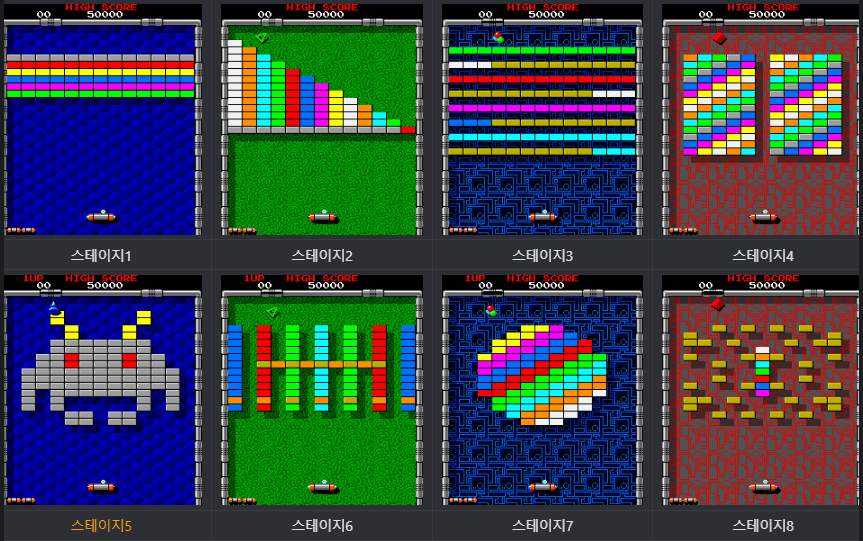 HIGH SCORE
00 50000
HIGH SCORE
00 50000
HIGH SCORE
00 50000
HIGH SCORE
00 50000
스테이지1
스테이지2
스테이지3
스테이지4
1UP HIGH SCORE
00 50000
1UP HIGH SCORE
00 50000
1UP HIGH SCORE
00 50000
HIGH SCORE
00 50000
스테이지5
스테이지6
스테이지7
스테이지8